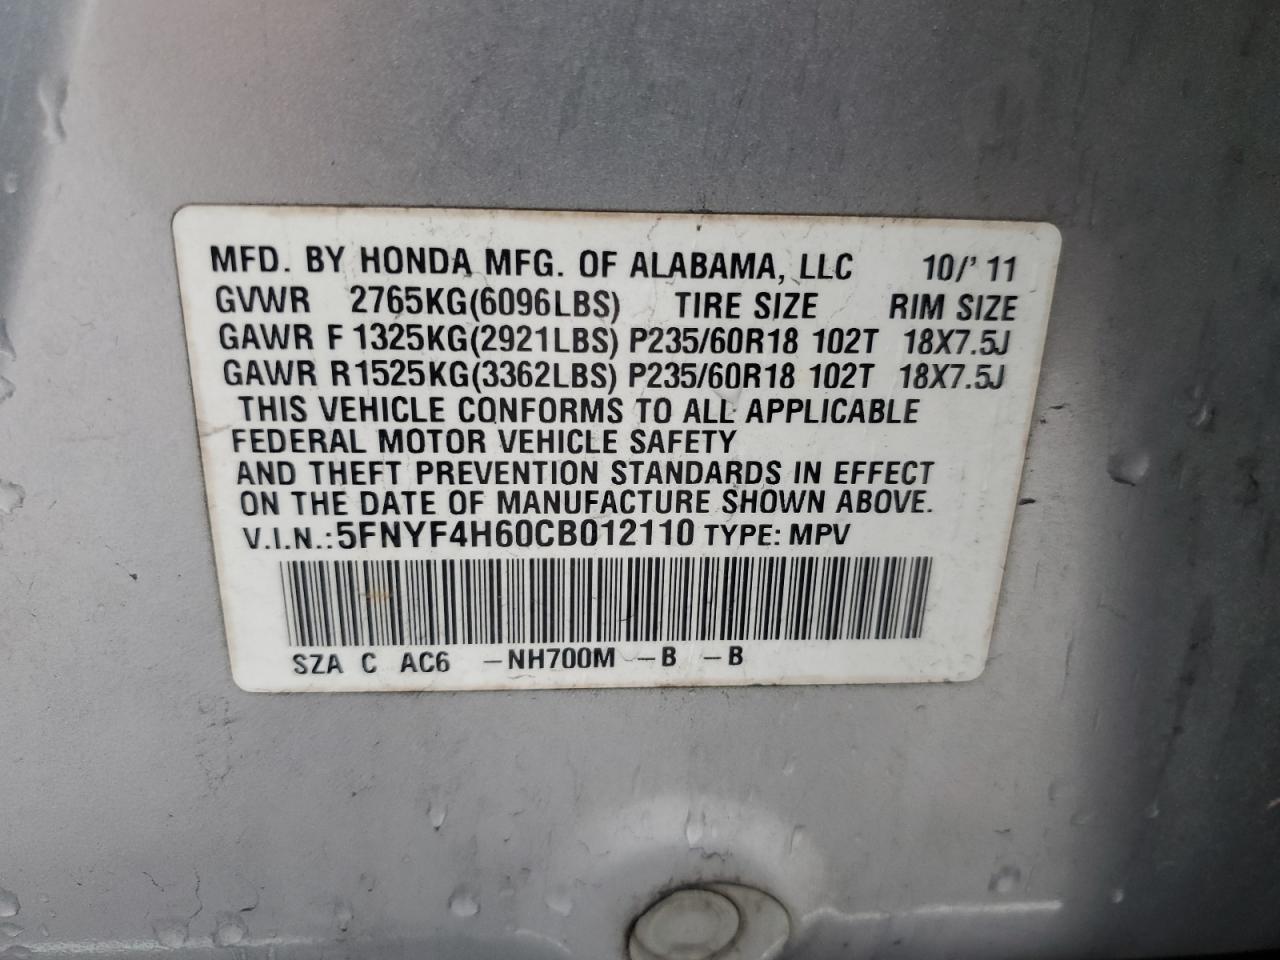 MFD. BY HONDA MFG. OF ALABAMA, LLC 10/' 11
GVWR 2765KG(6096LBS) TIRE SIZE RIM SIZE
GAWR F 1325KG(2921LBS) P235/60R18 102T 18X7.5J
GAWR R1525KG(3362LBS) P235/60R18 102T 18X7.5J
THIS VEHICLE CONFORMS TO ALL APPLICABLE
FEDERAL MOTOR VEHICLE SAFETY
AND THEFT PREVENTION STANDARDS IN EFFECT
ON THE DATE OF MANUFACTURE SHOWN ABOVE.
V.I.N.:5FNYF4H60CB012110 TYPE: MPV
SZA C AC6 -NH700M -B -B